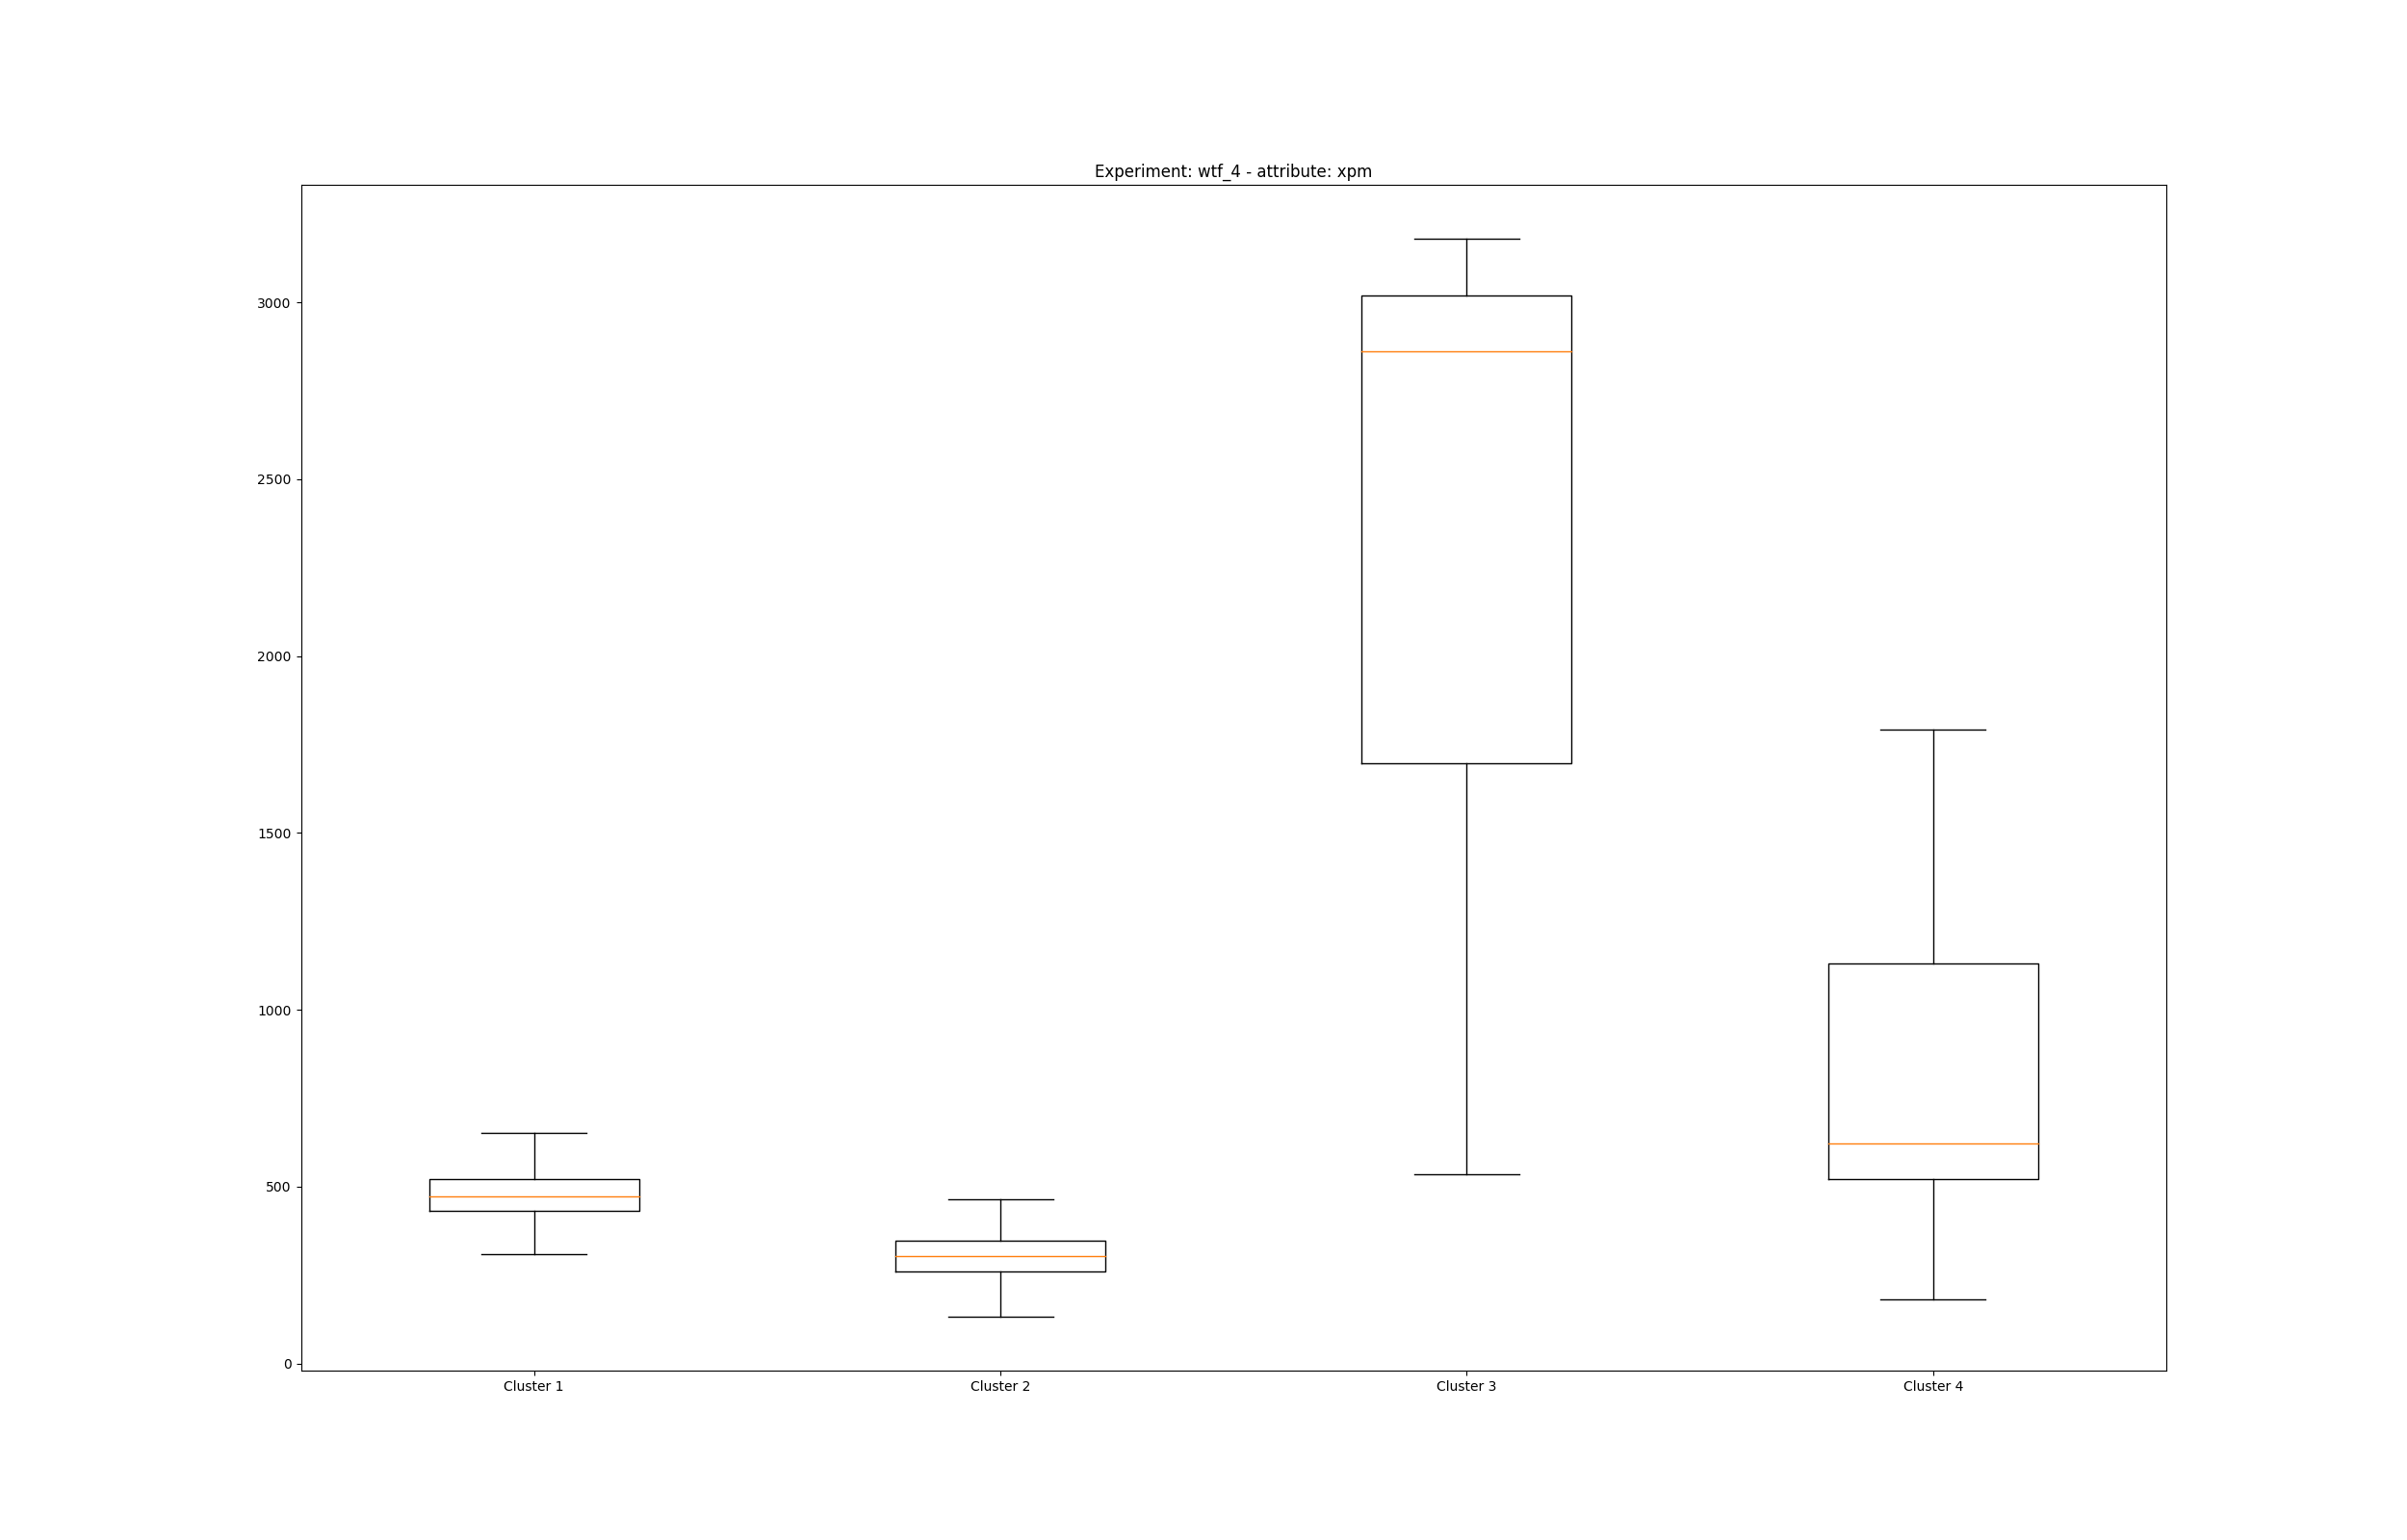 Experiment: wtf_4 - attribute: xpm
3000
2500
2000
1500
1000
500
0
Cluster 1
Cluster 2
Cluster 3
Cluster 4